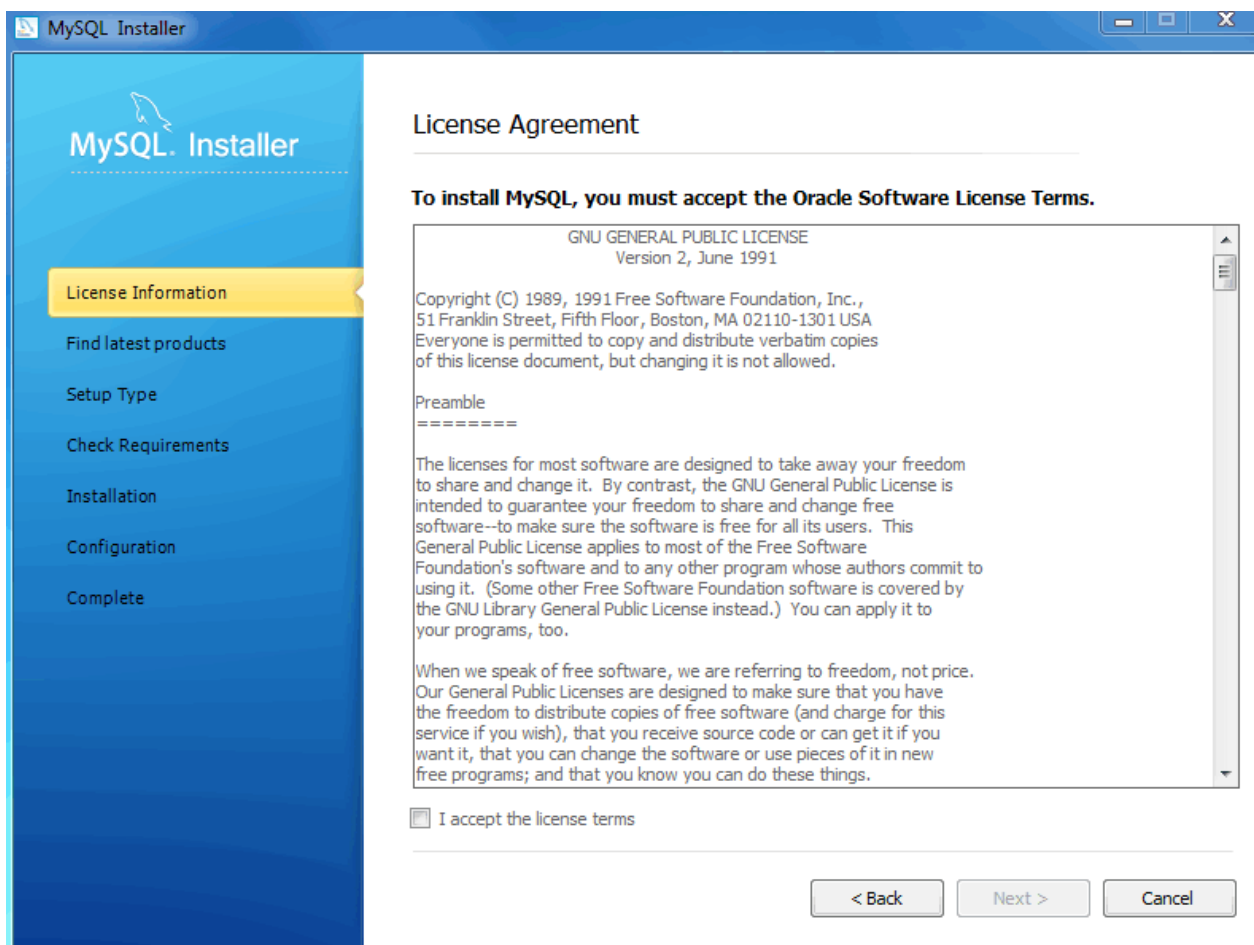 MySQL Installer
MySQL. Installer
License Information
Find latest products
Setup Type
Check Requirements
Installation
Configuration
Complete
License Agreement
To install MySQL, you must accept the Oracle Software License Terms.
GNU GENERAL PUBLIC LICENSE
Version 2, June 1991
Copyright (C) 1989, 1991 Free Software Foundation, Inc.,
51 Franklin Street, Fifth Floor, Boston, MA 02110-1301 USA
Everyone is permitted to copy and distribute verbatim copies
of this license document, but changing it is not allowed.
Preamble
========
The licenses for most software are designed to take away your freedom
to share and change it. By contrast, the GNU General Public License is
intended to guarantee your freedom to share and change free
software--to make sure the software is free for all its users. This
General Public License applies to most of the Free Software
Foundation's software and to any other program whose authors commit to
using it. (Some other Free Software Foundation software is covered by
the GNU Library General Public License instead.) You can apply it to
your programs, too.
When we speak of free software, we are referring to freedom, not price.
Our General Public Licenses are designed to make sure that you have
the freedom to distribute copies of free software (and charge for this
service if you wish), that you receive source code or can get it if you
want it, that you can change the software or use pieces of it in new
free programs; and that you know you can do these things.
I accept the license terms
< Back
Next >
Cancel